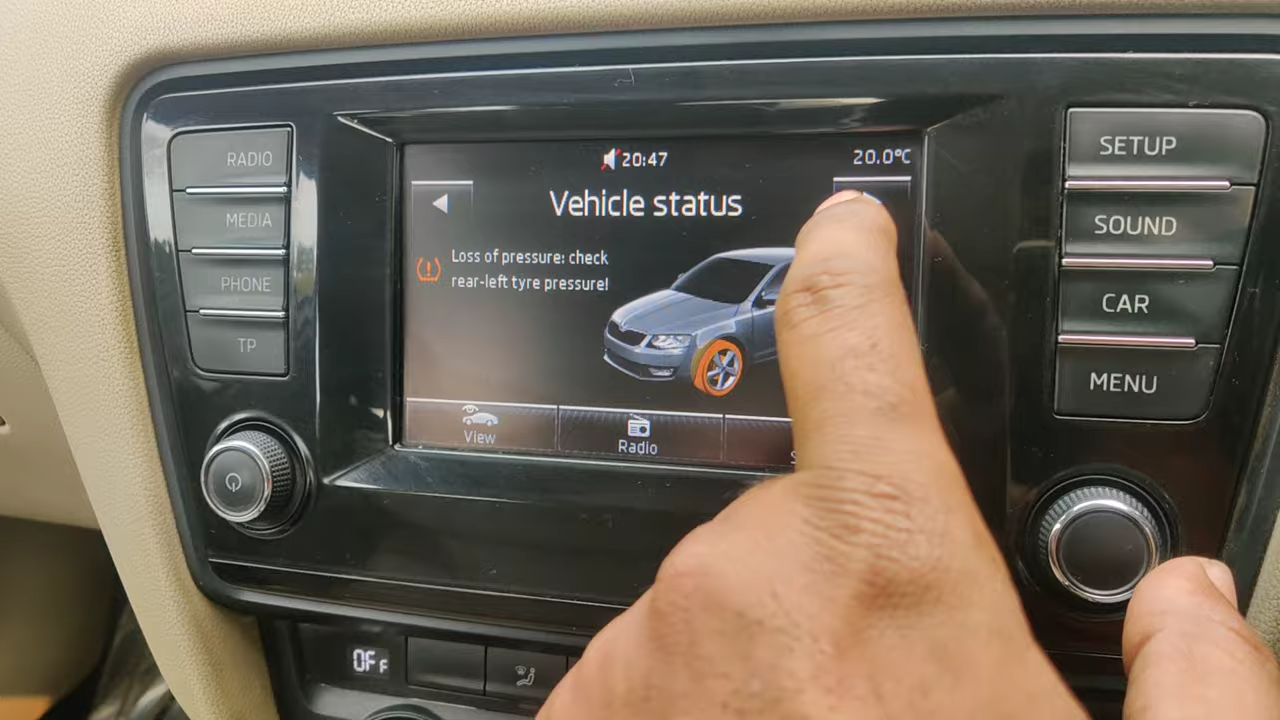 RADIO
MEDIA
PHONE
TP
20:47
20.0°C
Vehicle status
Loss of pressure: check
rear-left tyre pressure!
View
Radio
SETUP
SOUND
CAR
MENU
OFF